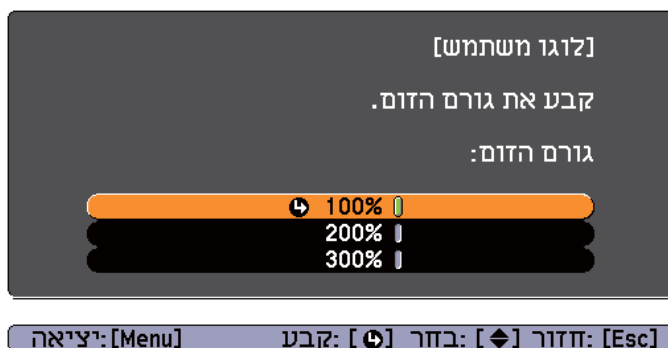 [לוגו משתמש]
קבע את גורם הזום.
גורם הזום:
100%
200%
300%
[Esc] :חזור [◆] :בחר [↵] :קבע [Menu] :יציאה